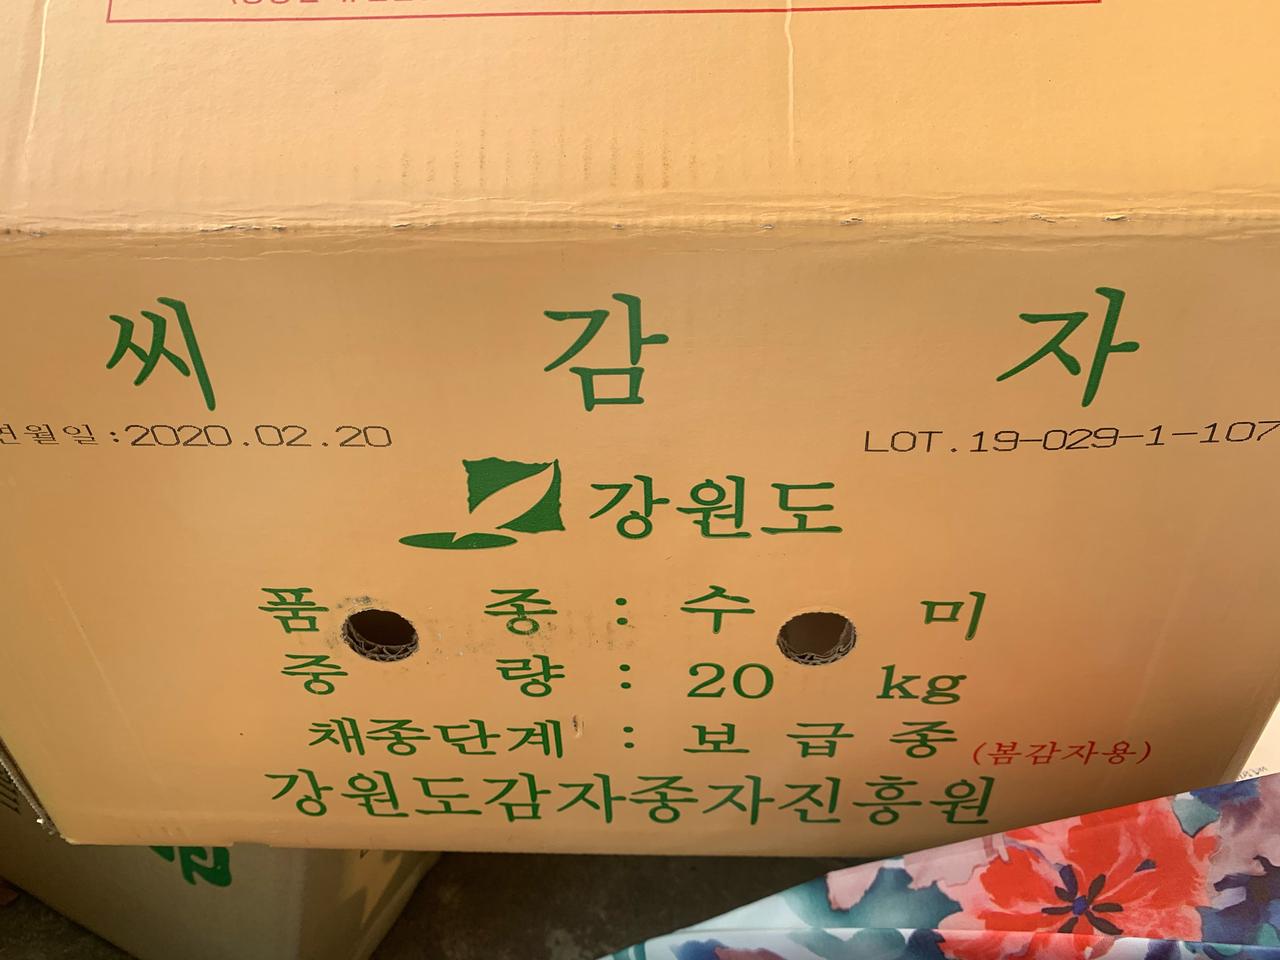 씨 감 자
연월일:2020.02.20 LOT.19-029-1-107
강원도
품 종 : 수 미
중 량 : 20 kg
채종단계 : 보 급 종 (봄감자용)
강원도감자종자진흥원